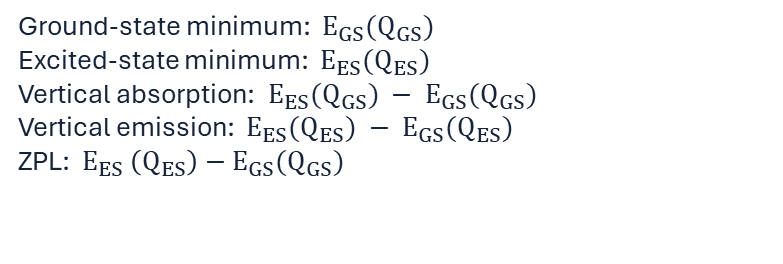 Ground-state minimum: E_GS(Q_GS)
Excited-state minimum: E_ES(Q_ES)
Vertical absorption: E_ES(Q_GS) − E_GS(Q_GS)
Vertical emission: E_ES(Q_ES) − E_GS(Q_ES)
ZPL: E_ES (Q_ES) − E_GS(Q_GS)